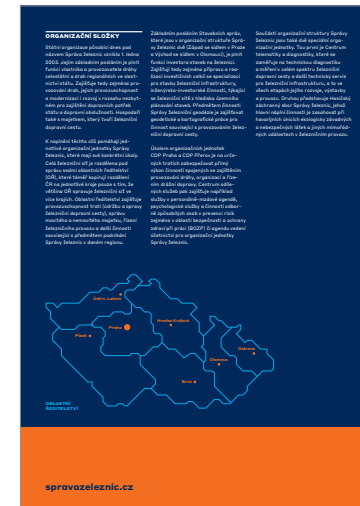 ORGANIZAČNÍ SLOŽKY
Státní organizace působící dnes pod
názvem Správa železnic vznikla 1. ledna
2003. Jejím základním posláním je plnit
funkci vlastníka a provozovatele dráhy
celostátní a drah regionálních ve vlast-
nictví státu. Zajišťuje tedy zejména pro-
vozování drah, jejich provozuschopnost
a modernizaci i rozvoj v rozsahu nezbyt-
ném pro zajištění dopravních potřeb
státu a dopravní obslužnosti. Hospodaří
také s majetkem, který tvoří železniční
dopravní cestu.
K naplnění těchto cílů pomáhají jed-
notlivé organizační jednotky Správy
železnic, které mají své konkrétní úkoly.
Celá železniční síť je rozdělena pod
správu sedmi oblastních ředitelství
(OŘ), které téměř kopírují rozdělení
ČR na jednotlivé kraje pouze s tím, že
většina OŘ spravuje železniční síť ve
více krajích. Oblastní ředitelství zajišťuje
provozuschopnost trati (údržbu a opravy
železniční dopravní cesty), správu
movitého a nemovitého majetku, řízení
železničního provozu a další činnosti
související s předmětem podnikání
Správy železnic v daném regionu.
Základním posláním Stavebních správ,
které jsou v organizační struktuře Sprá-
vy železnic dvě (Západ se sídlem v Praze
a Východ se sídlem v Olomouci), je plnit
funkci investora staveb na železnici.
Zajišťují tedy zejména přípravu a rea-
lizaci investičních celků se specializací
pro stavby železniční infrastruktury,
inženýrsko-investorské činnosti, týkající
se železniční sítě z hlediska územního
plánování staveb. Předmětem činnosti
Správy železniční geodézie je zajišťovat
geodetické a kartografické práce pro
činnost související s provozováním želez-
niční dopravní cesty.
Úkolem organizačních jednotek
CDP Praha a CDP Přerov je na urče-
ných tratích zabezpečovat přímý
výkon činností spojených se zajištěním
provozování dráhy, organizací a říze-
ním drážní dopravy. Centrum sdíle-
ných služeb pak zajišťuje například
služby v personálně-mzdové agendě,
psychologické služby a činnosti odbor-
ně způsobilých osob v prevenci rizik
zejména v oblasti bezpečnosti a ochrany
zdraví při práci (BOZP) či agendu vedení
účetnictví pro organizační jednotky
Správy železnic.
Součástí organizační struktury Správy
železnic jsou také dvě speciální orga-
nizační jednotky. Tou první je Centrum
telematiky a diagnostiky, které se
zaměřuje na technickou diagnostiku
a měření v celém spektru železniční
dopravní cesty a další technický servis
pro železniční infrastrukturu, a to ve
všech etapách jejího rozvoje, výstavby
a provozu. Druhou představuje Hasičský
záchranný sbor Správy železnic, jehož
hlavní náplní činnosti je zasahovat při
haváriích úniích ekologicky závadných
a nebezpečných látek a jiných mimořád-
ných událostech v železničním provozu.
Ústí n. Labem
Hradec Králové
Praha
Plzeň
Ostrava
Olomouc
Brno
OBLASTNÍ
ŘEDITELSTVÍ
spravazeleznic.cz